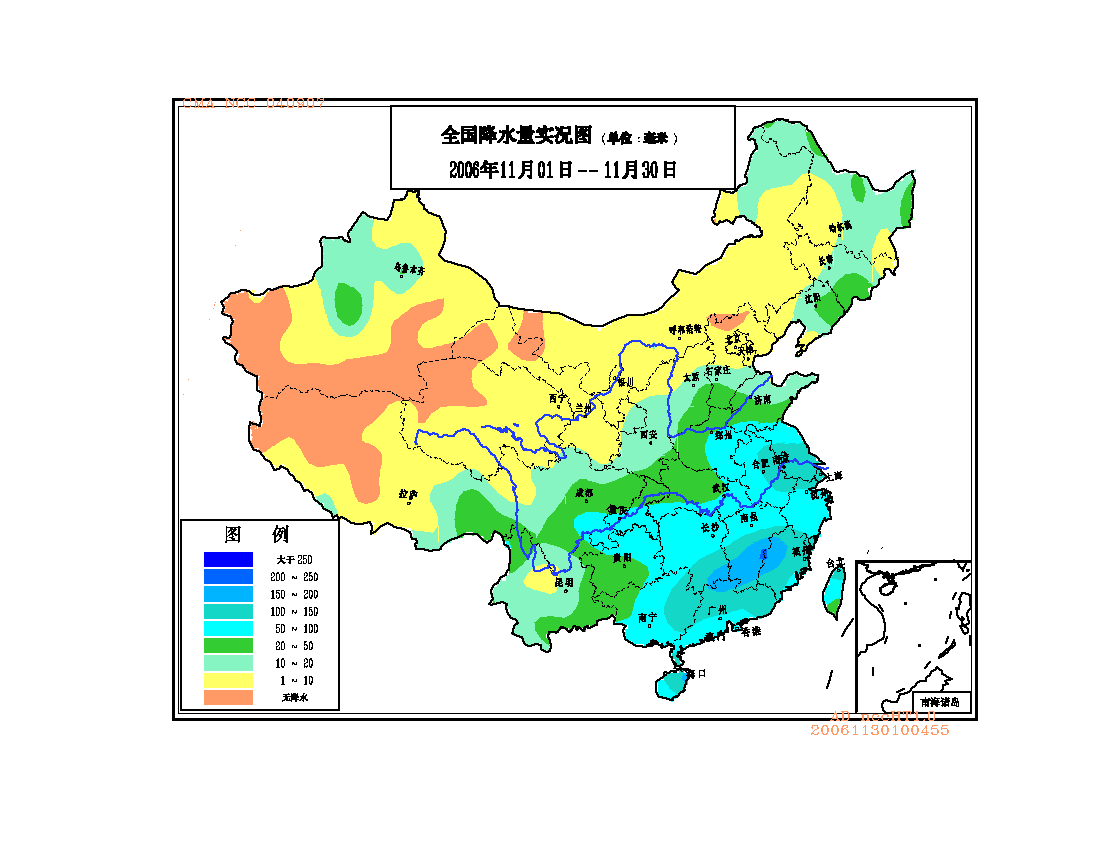 CMA NCC 040907
全国降水量实况图 (单位:毫米)
2006年11月01日--11月30日
哈尔滨
长春
沈阳
乌鲁木齐
呼和浩特
北京
天津
银川
太原
石家庄
济南
西宁
兰州
西安
郑州
合肥
南京
上海
杭州
拉萨
成都
重庆
武汉
长沙
南昌
贵阳
福州
昆明
台北
广州
南宁
澳门
香港
海口
图 例
大于250
200 ~ 250
150 ~ 200
100 ~ 150
50 ~ 100
20 ~ 50
10 ~ 20
1 ~ 10
无降水
南海诸岛
20061130100455